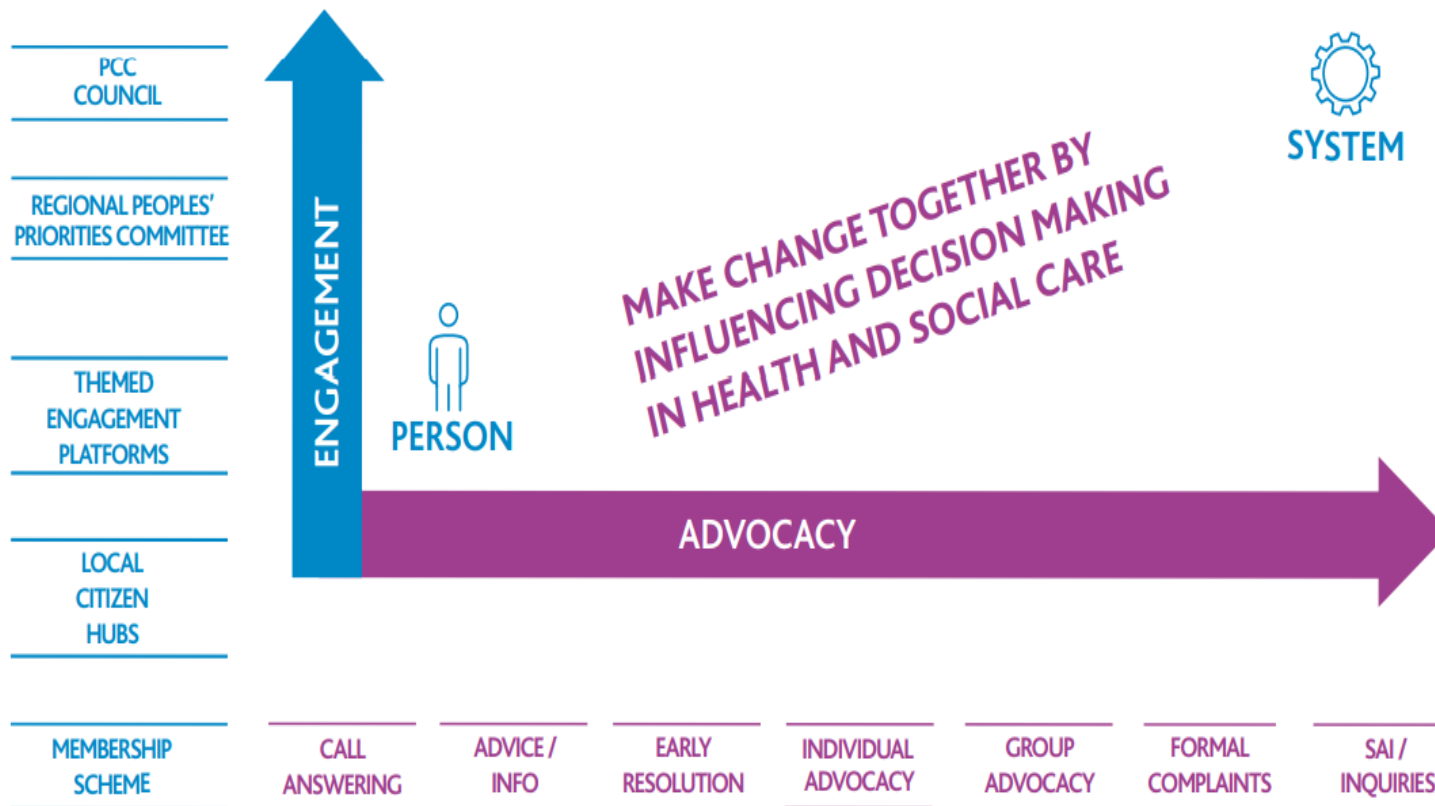 PCC
COUNCIL
REGIONAL PEOPLES'
PRIORITIES COMMITTEE
THEMED
ENGAGEMENT
PLATFORMS
LOCAL
CITIZEN
HUBS
MEMBERSHIP
SCHEME
ENGAGEMENT
PERSON
MAKE CHANGE TOGETHER BY
INFLUENCING DECISION MAKING
IN HEALTH AND SOCIAL CARE
SYSTEM
ADVOCACY
CALL
ANSWERING
ADVICE /
INFO
EARLY
RESOLUTION
INDIVIDUAL
ADVOCACY
GROUP
ADVOCACY
FORMAL
COMPLAINTS
SAI /
INQUIRIES